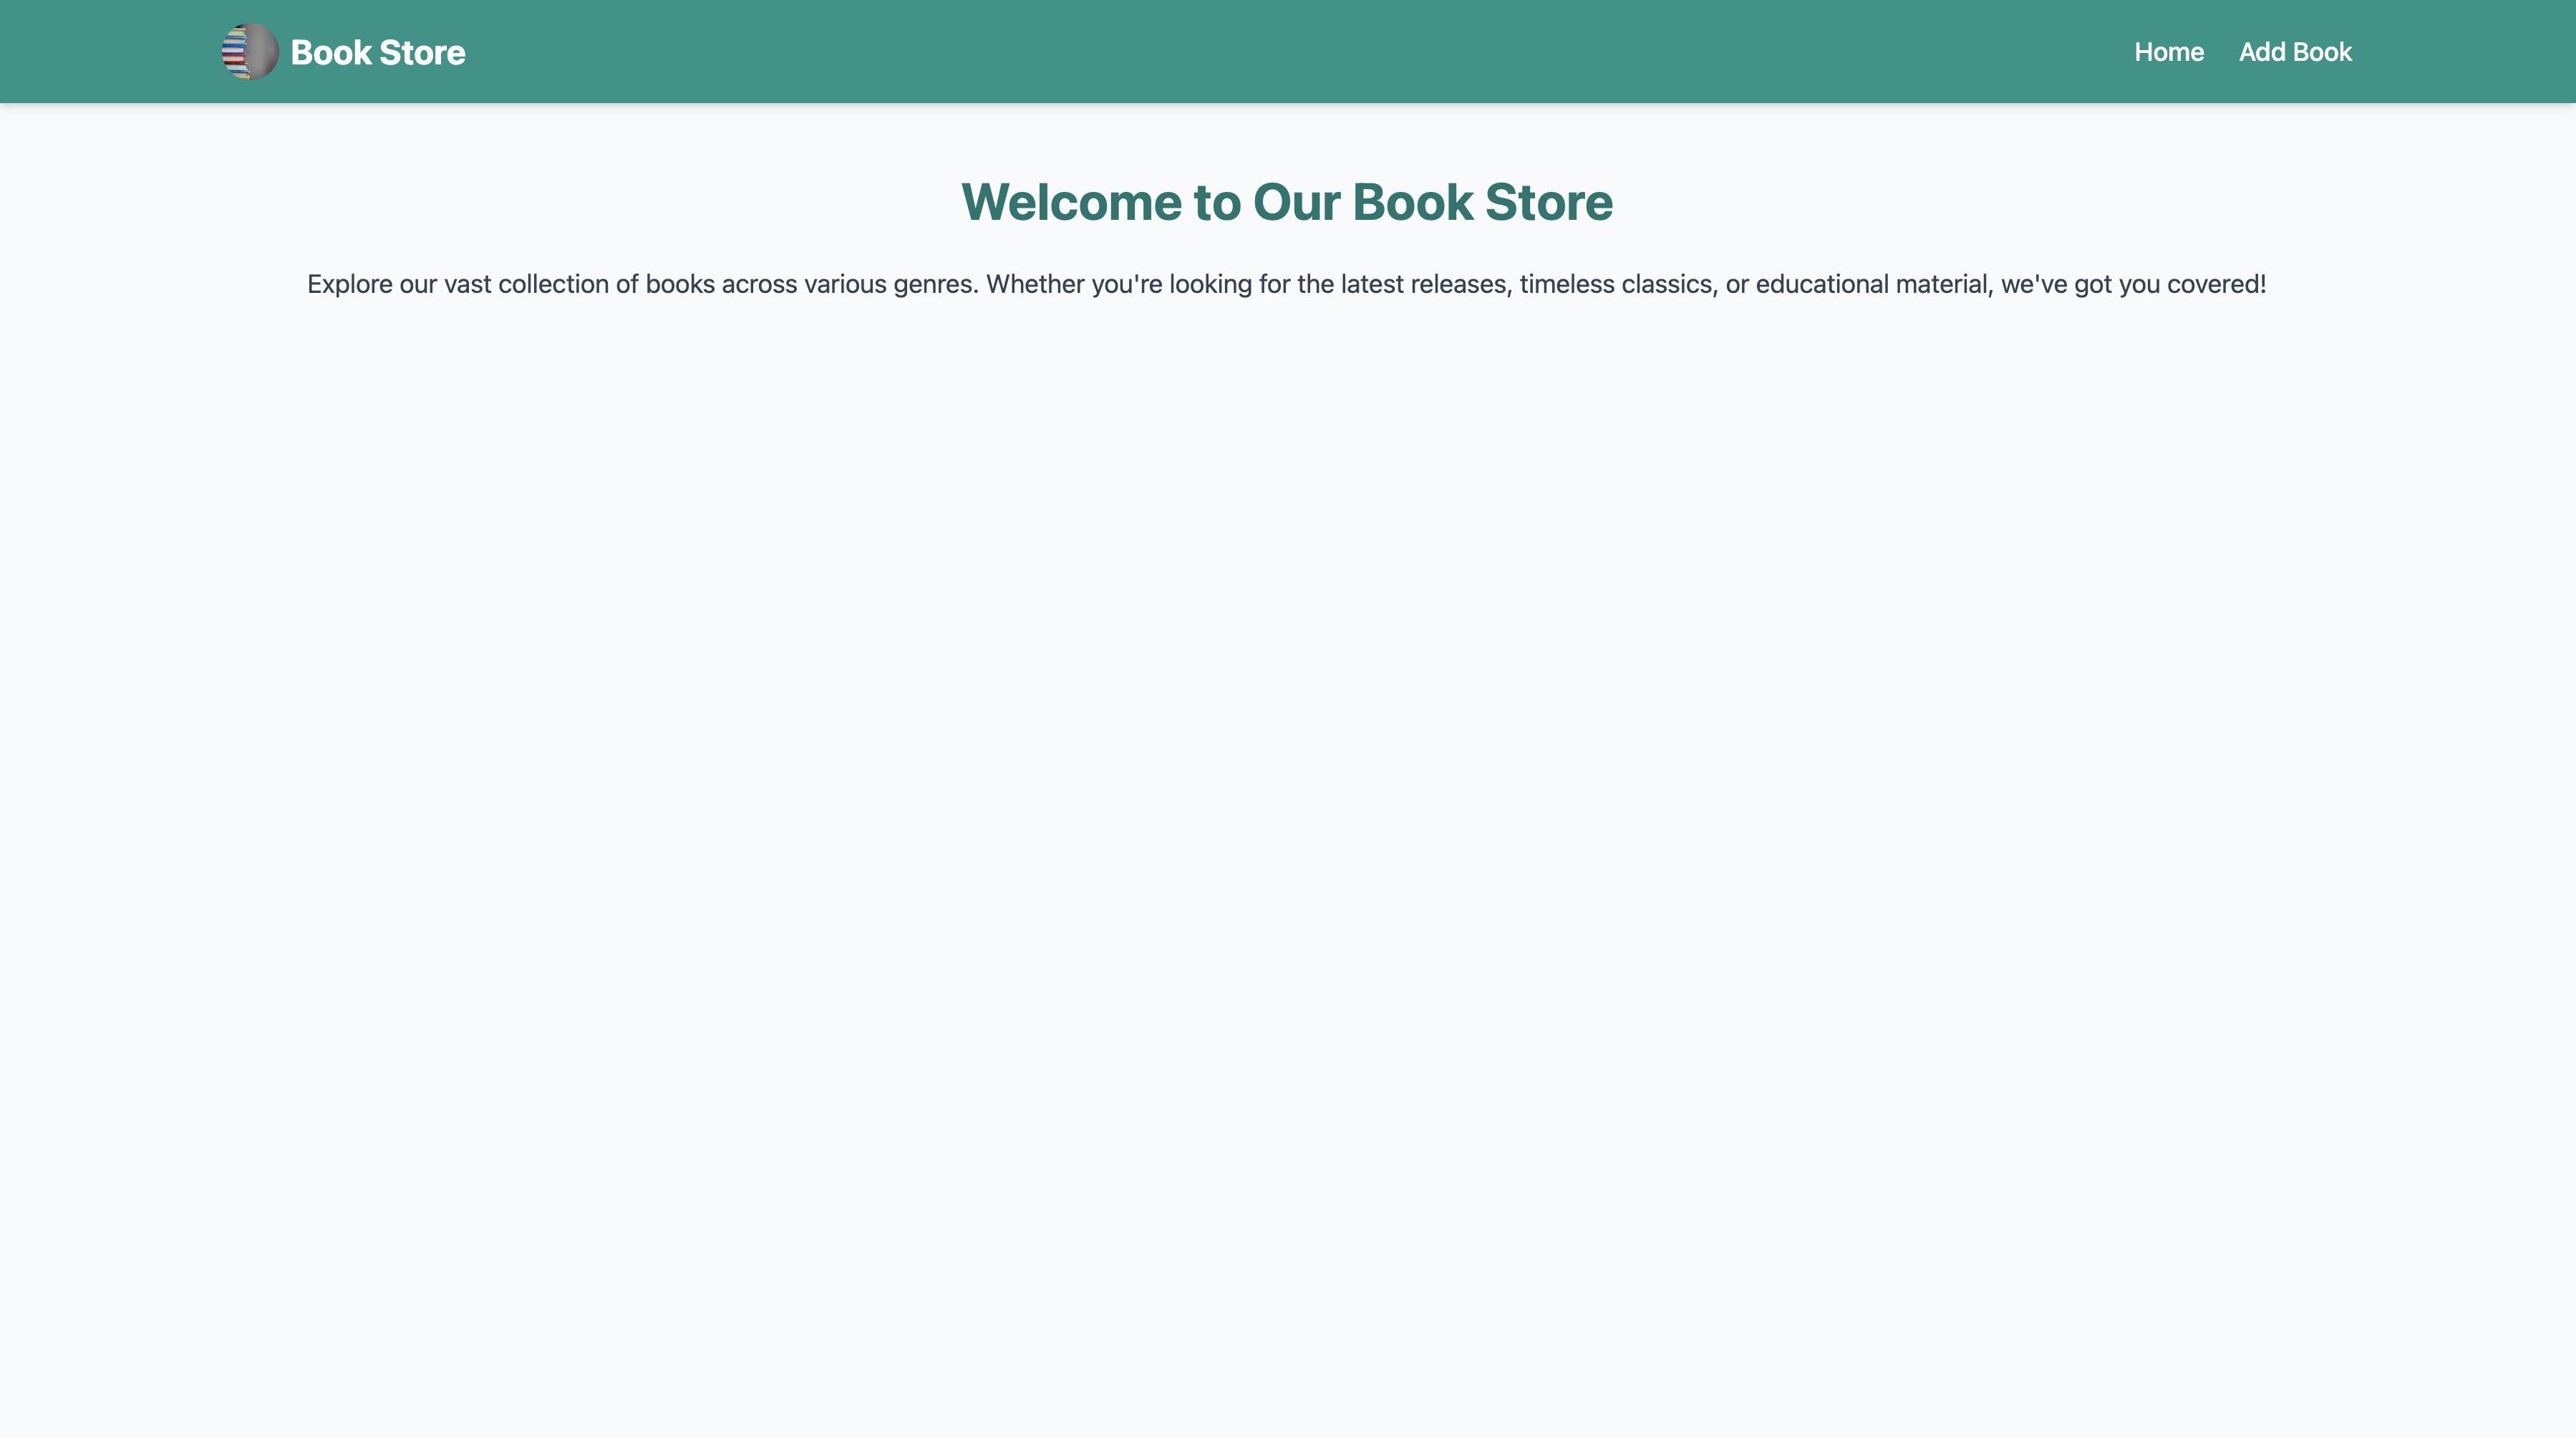 Book Store
Home
Add Book
Welcome to Our Book Store
Explore our vast collection of books across various genres. Whether you're looking for the latest releases, timeless classics, or educational material, we've got you covered!